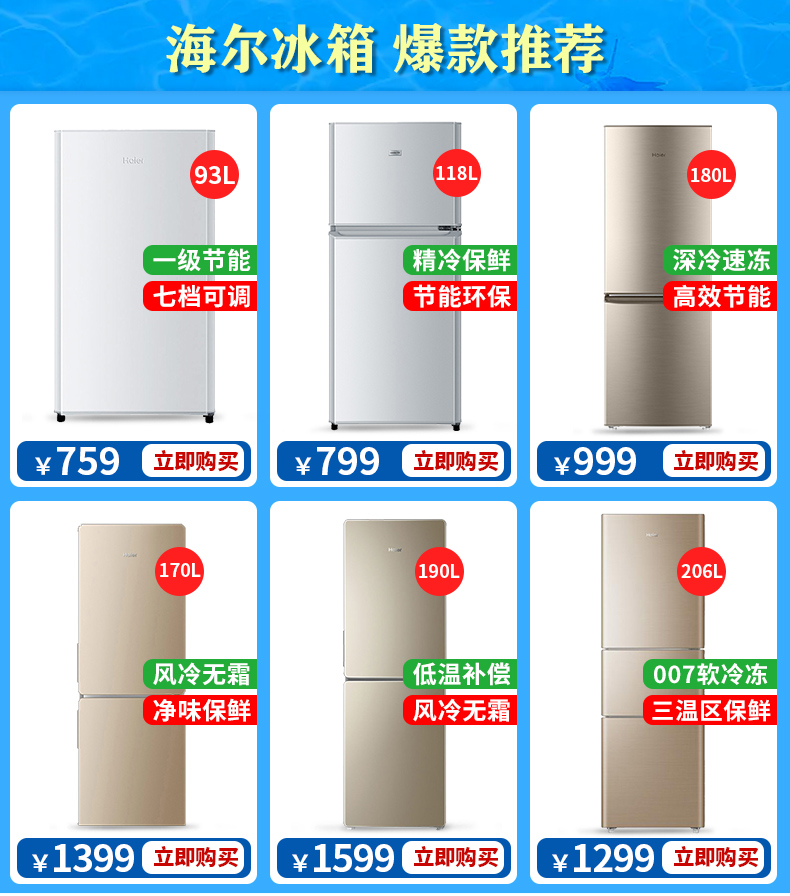 海尔冰箱 爆款推荐
Haier
93L
一级节能
七档可调
￥759 立即购买
118L
精冷保鲜
节能环保
￥799 立即购买
180L
深冷速冻
高效节能
￥999 立即购买
170L
风冷无霜
净味保鲜
￥1399 立即购买
Haier
190L
低温补偿
风冷无霜
￥1599 立即购买
206L
007软冷冻
三温区保鲜
￥1299 立即购买